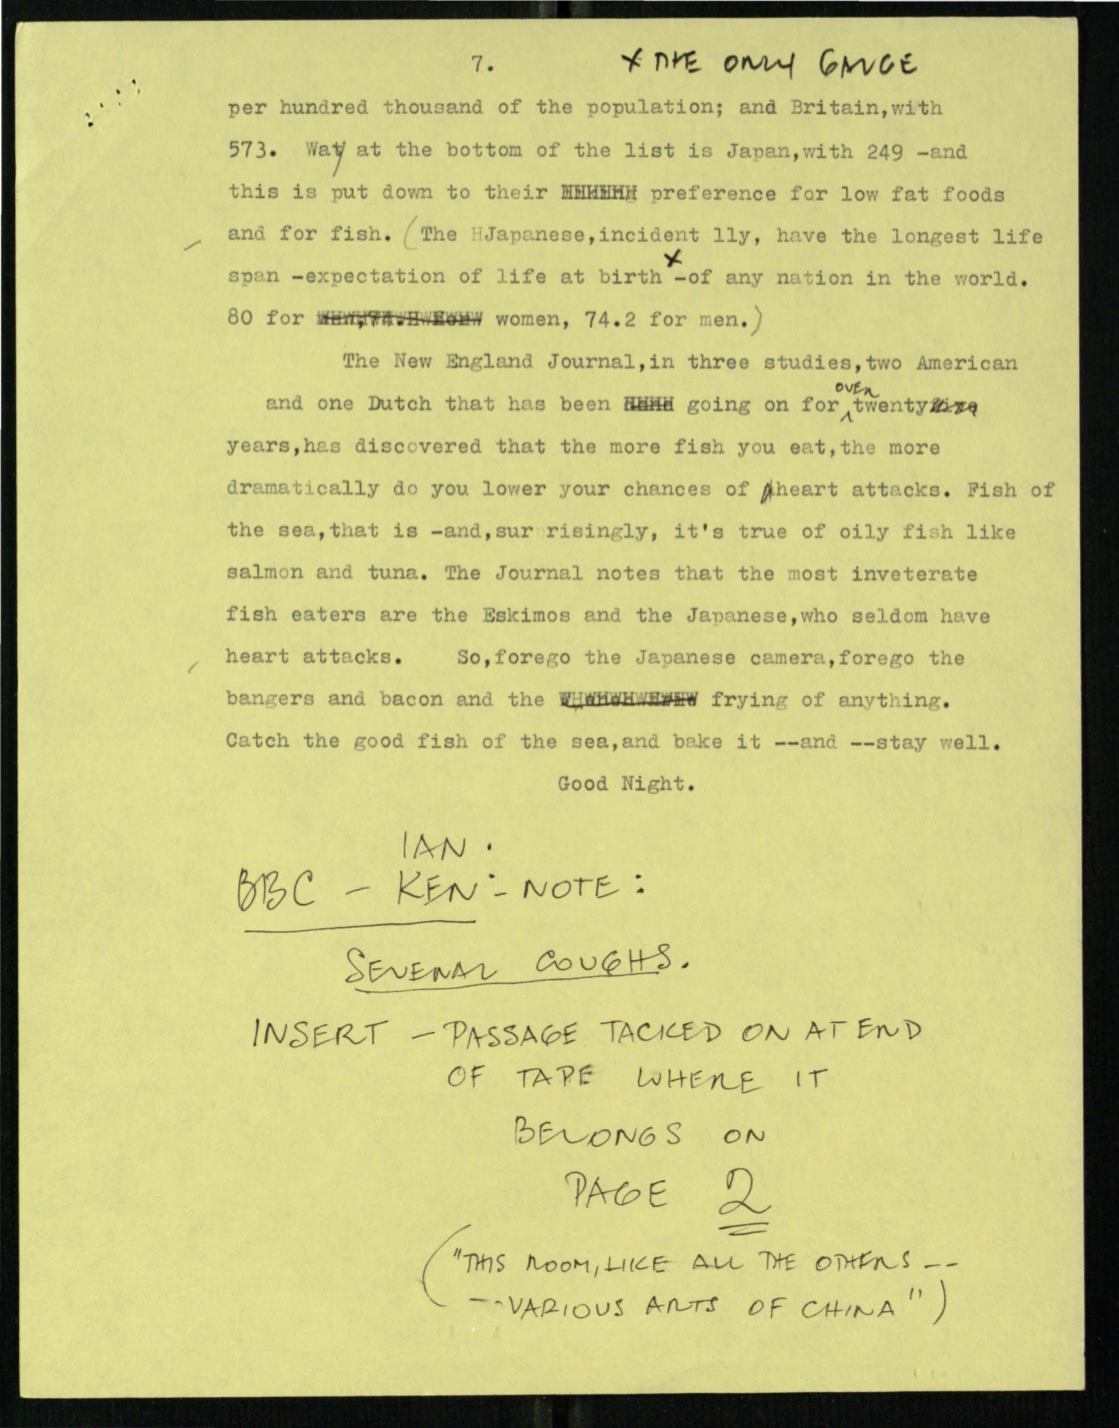 7.
x THE ONLY GAUGE
per hundred thousand of the population; and Britain,with
573. Way at the bottom of the list is Japan,with 249 -and
this is put down to their preference for low fat foods
and for fish. (The HJapanese,incident lly, have the longest life
span -expectation of life at birth x -of any nation in the world.
80 for women, 74.2 for men.)
The New England Journal,in three studies,two American
and one Dutch that has been going on for over twenty
years,has discovered that the more fish you eat,the more
dramatically do you lower your chances of heart attacks. Fish of
the sea,that is -and,sur risingly, it's true of oily fish like
salmon and tuna. The Journal notes that the most inveterate
fish eaters are the Eskimos and the Japanese,who seldom have
heart attacks. So,forego the Japanese camera,forego the
bangers and bacon and the frying of anything.
Catch the good fish of the sea,and bake it --and --stay well.
Good Night.
IAN.
BBC - KEN:- NOTE:
SEVERAL COUGHS.
INSERT - PASSAGE TACKED ON AT END
OF TAPE WHERE IT
BELONGS ON
PAGE 2
("THIS ROOM, LIKE ALL THE OTHERS --
--VARIOUS ARTS OF CHINA")